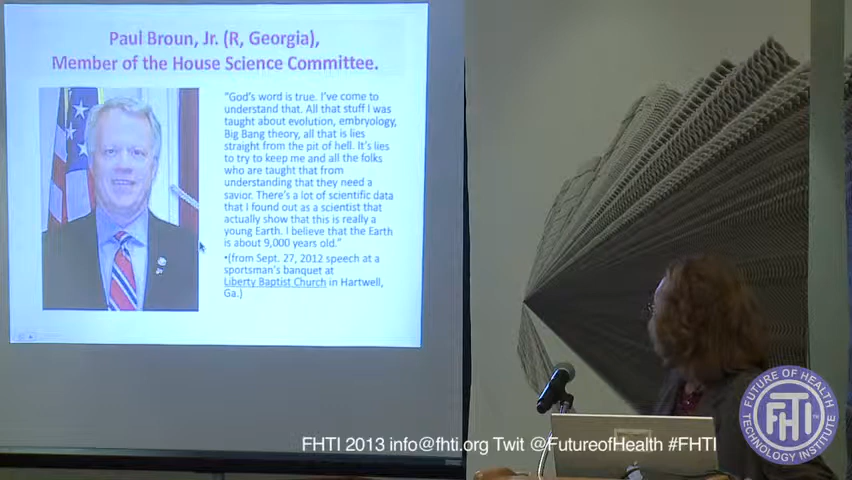 Paul Broun, Jr. (R, Georgia),
Member of the House Science Committee.
"God's word is true. I've come to
understand that. All that stuff I was
taught about evolution, embryology,
Big Bang theory, all that is lies
straight from the pit of hell. It's lies
to try to keep me and all the folks
who are taught that from
understanding that they need a
savior. There's a lot of scientific data
that I found out as a scientist that
actually show that this is really a
young Earth. I believe that the Earth
is about 9,000 years old."
•(from Sept. 27, 2012 speech at a
sportsman's banquet at
Liberty Baptist Church in Hartwell,
Ga.)
FUTURE OF HEALTH
FHTI
TM
TECHNOLOGY INSTITUTE
FHTI 2013 info@fhti.org Twit @FutureofHealth #FHTI